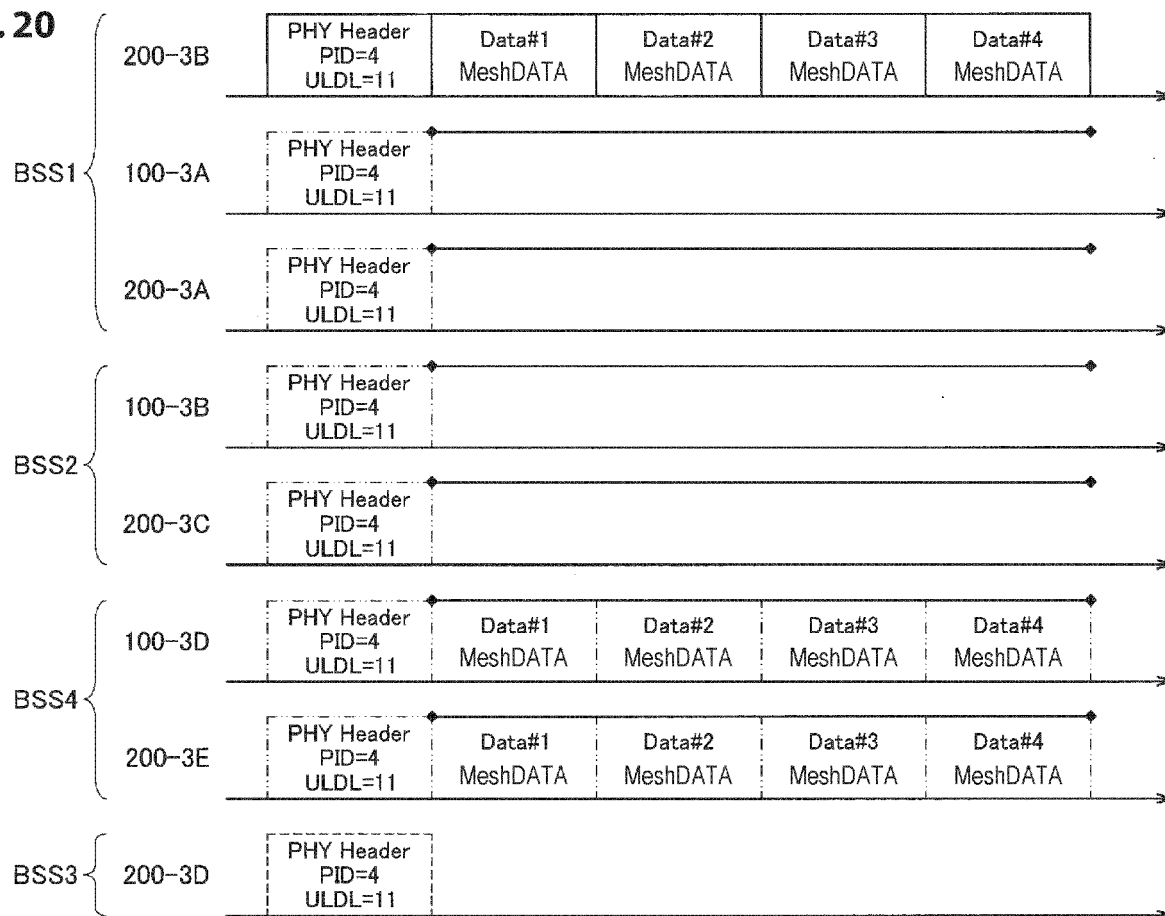 . 20
BSS1
200-3B
PHY Header
PID=4
ULDL=11
Data#1
MeshDATA
Data#2
MeshDATA
Data#3
MeshDATA
Data#4
MeshDATA
100-3A
PHY Header
PID=4
ULDL=11
200-3A
PHY Header
PID=4
ULDL=11
BSS2
100-3B
PHY Header
PID=4
ULDL=11
200-3C
PHY Header
PID=4
ULDL=11
BSS4
100-3D
PHY Header
PID=4
ULDL=11
Data#1
MeshDATA
Data#2
MeshDATA
Data#3
MeshDATA
Data#4
MeshDATA
200-3E
PHY Header
PID=4
ULDL=11
Data#1
MeshDATA
Data#2
MeshDATA
Data#3
MeshDATA
Data#4
MeshDATA
BSS3
200-3D
PHY Header
PID=4
ULDL=11